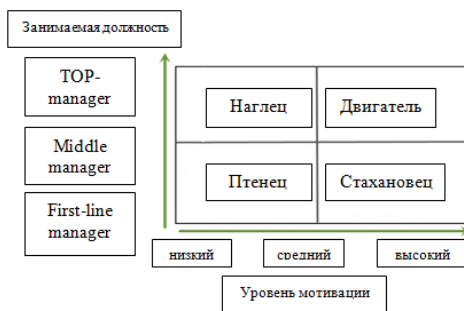 Занимаемая должность
TOP-
manager
Наглец
Двигатель
Middle
manager
Птенец
Стахановец
First-line
manager
низкий
средний
высокий
Уровень мотивации